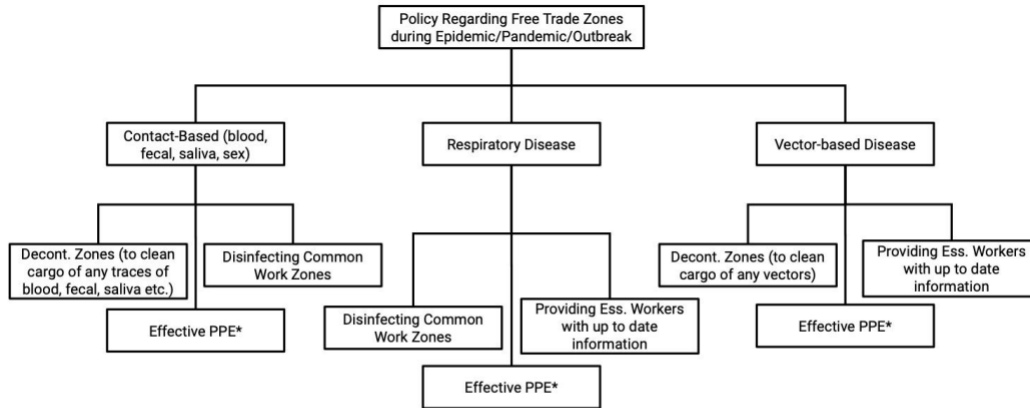 Policy Regarding Free Trade Zones
during Epidemic/Pandemic/Outbreak
Contact-Based (blood,
fecal, saliva, sex)
Respiratory Disease
Vector-based Disease
Decont. Zones (to clean
cargo of any traces of
blood, fecal, saliva etc.)
Disinfecting Common
Work Zones
Effective PPE*
Disinfecting Common
Work Zones
Providing Ess. Workers
with up to date
information
Effective PPE*
Decont. Zones (to clean
cargo of any vectors)
Providing Ess. Workers
with up to date
information
Effective PPE*